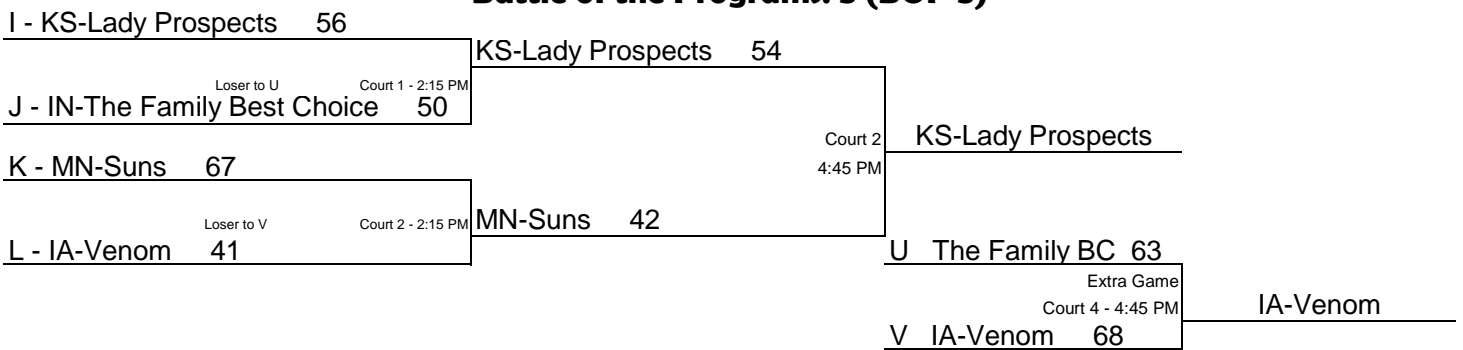 I - KS-Lady Prospects 56
KS-Lady Prospects 54
Loser to U Court 1 - 2:15 PM
J - IN-The Family Best Choice 50
Court 2 KS-Lady Prospects
K - MN-Suns 67
4:45 PM
Loser to V Court 2 - 2:15 PM
MN-Suns 42
L - IA-Venom 41
U The Family BC 63
Extra Game
Court 4 - 4:45 PM
IA-Venom
V IA-Venom 68